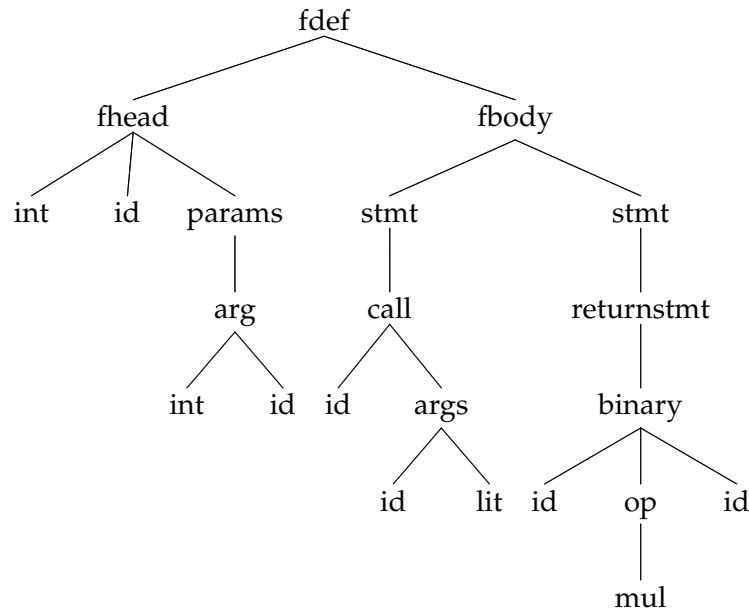 fdef
fhead fbody
int id params stmt stmt
arg call returnstmt
int id id args binary
id lit id op id
mul